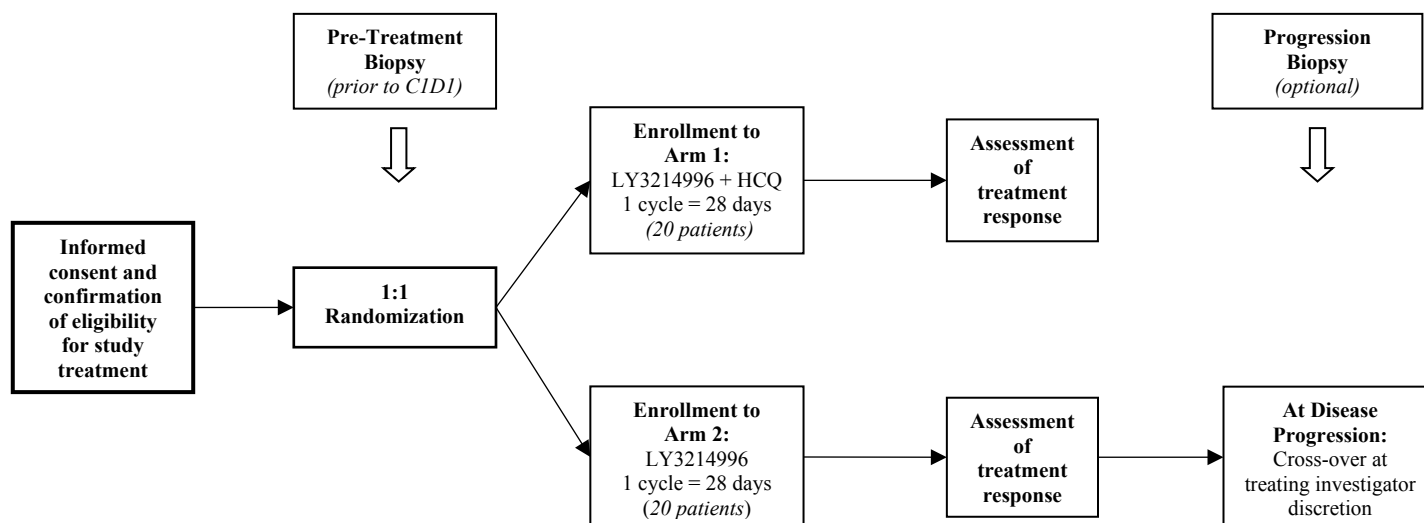 Pre-Treatment
Biopsy
(prior to C1D1)
Progression
Biopsy
(optional)
Informed
consent and
confirmation
of eligibility
for study
treatment
1:1
Randomization
Enrollment to
Arm 1:
LY3214996 + HCQ
1 cycle = 28 days
(20 patients)
Assessment
of
treatment
response
Enrollment to
Arm 2:
LY3214996
1 cycle = 28 days
(20 patients)
Assessment
of
treatment
response
At Disease
Progression:
Cross-over at
treating investigator
discretion